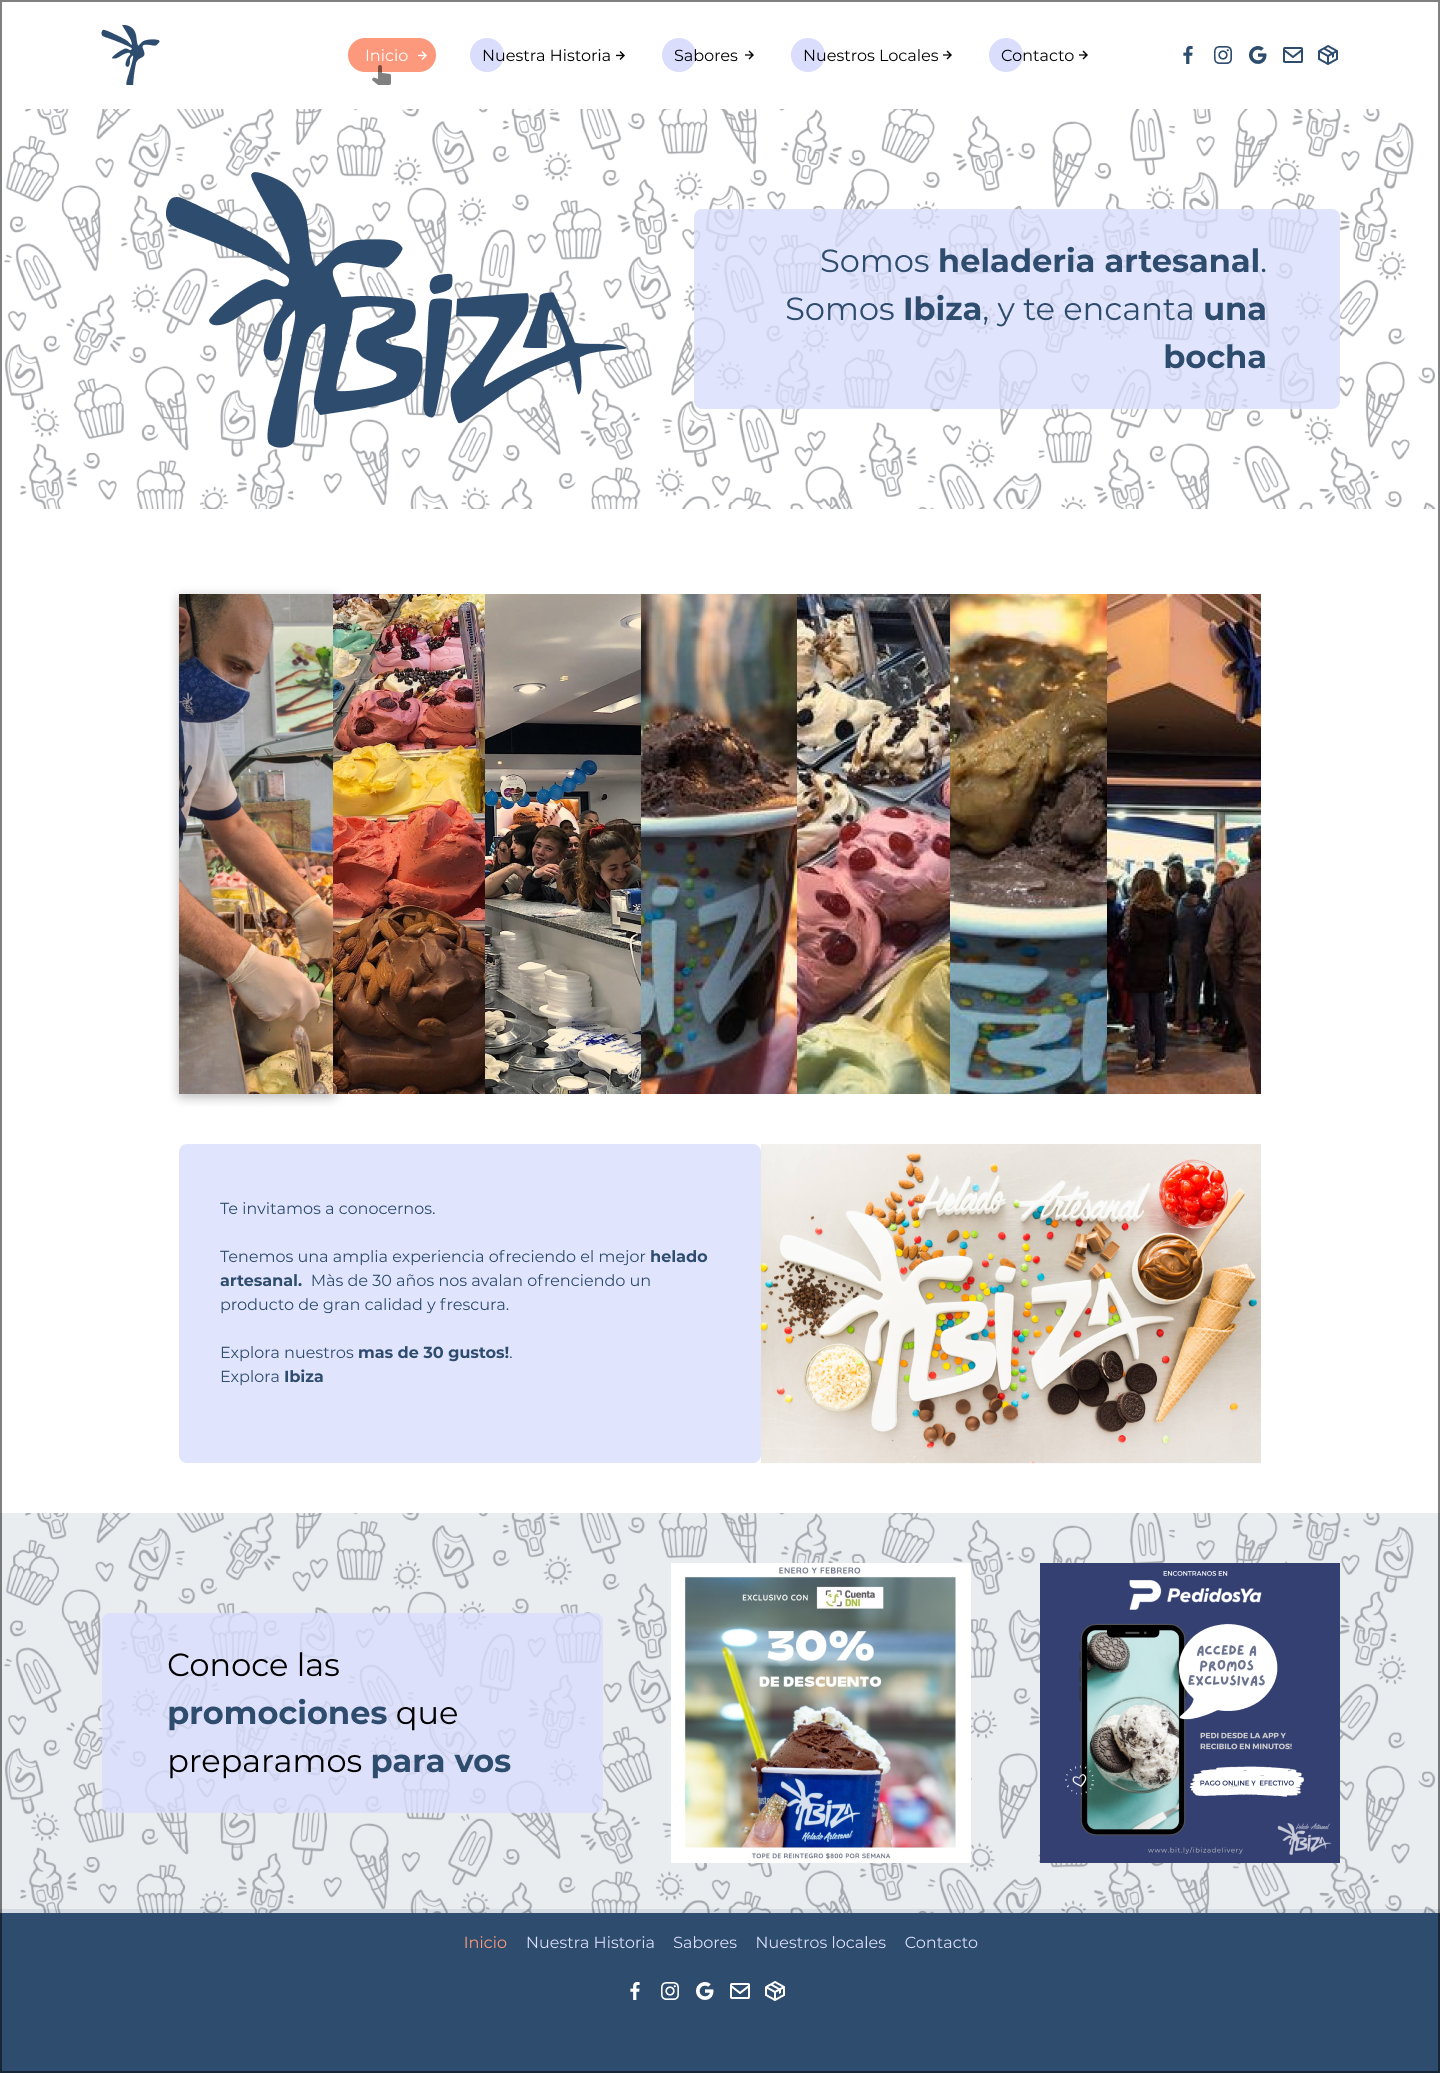 Inicio
Nuestra Historia
Sabores
Nuestros Locales
Contacto
IBIZA
Somos heladeria artesanal.
Somos Ibiza, y te encanta una
bocha
IZA
IBI
Te invitamos a conocernos.
Tenemos una amplia experiencia ofreciendo el mejor helado
artesanal.  Màs de 30 años nos avalan ofrenciendo un
producto de gran calidad y frescura.
Explora nuestros mas de 30 gustos!.
Explora Ibiza
Helado Artesanal
IBIZA
Conoce las
promociones que
preparamos para vos
ENERO Y FEBRERO
EXCLUSIVO CON Cuenta
DNI
30%
DE DESCUENTO
IBIZA
Helado Artesanal
TOPE DE REINTEGRO $800 POR SEMANA
ENCONTRANOS EN
PedidosYa
ACCEDE A
PROMOS
EXCLUSIVAS
PEDI DESDE LA APP Y
RECIBILO EN MINUTOS!
PAGO ONLINE Y EFECTIVO
Helado Artesanal
IBIZA
www.bit.ly/ibizadelivery
Inicio
Nuestra Historia
Sabores
Nuestros locales
Contacto